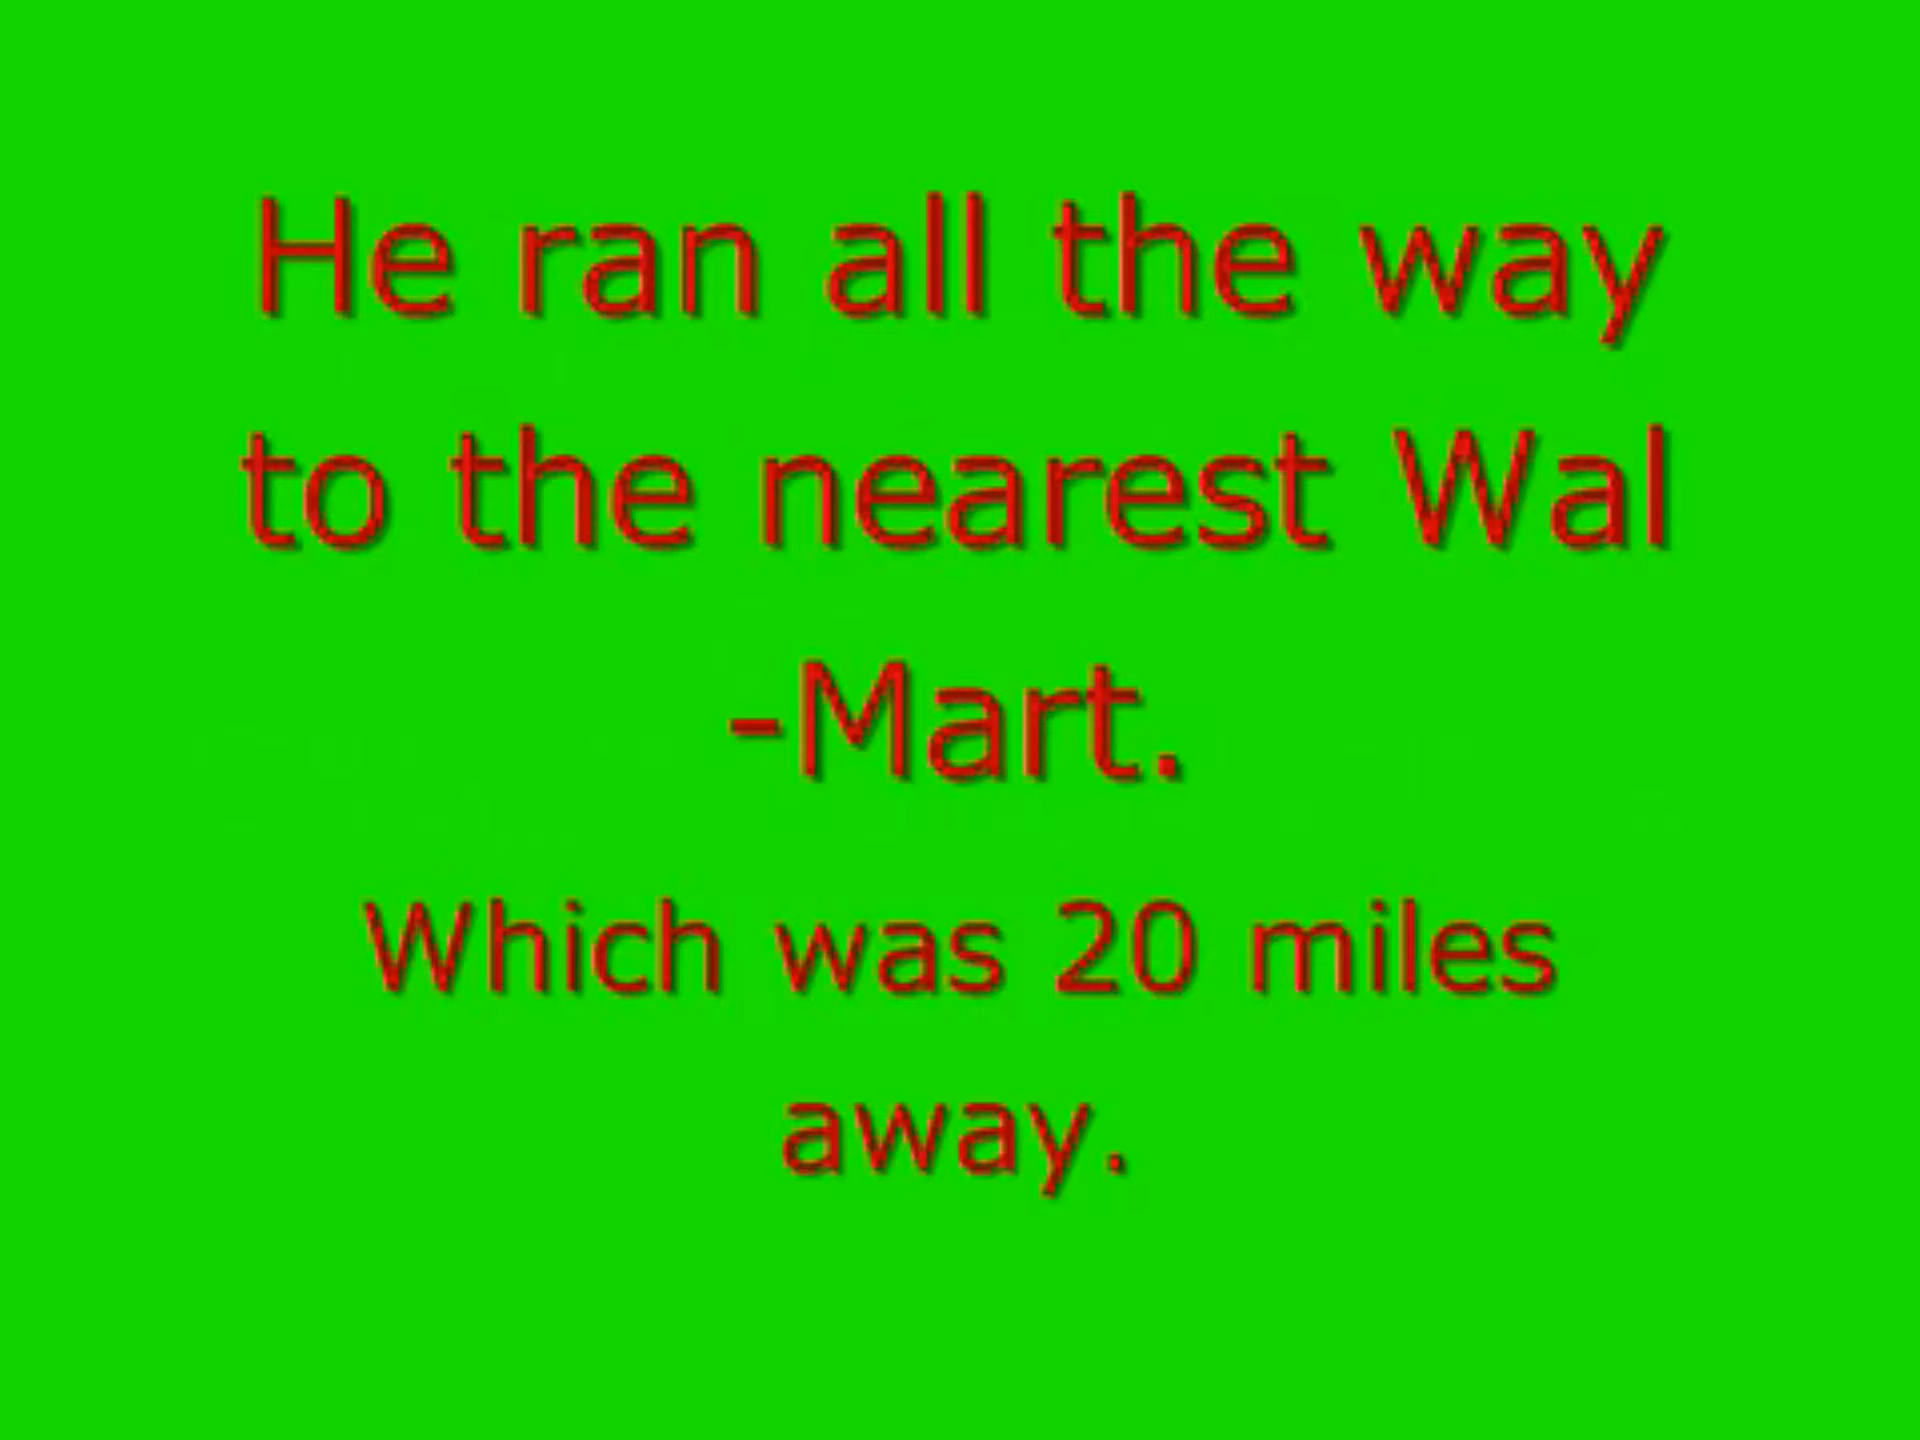 He ran all the way
to the nearest Wal
-Mart.
Which was 20 miles
away.